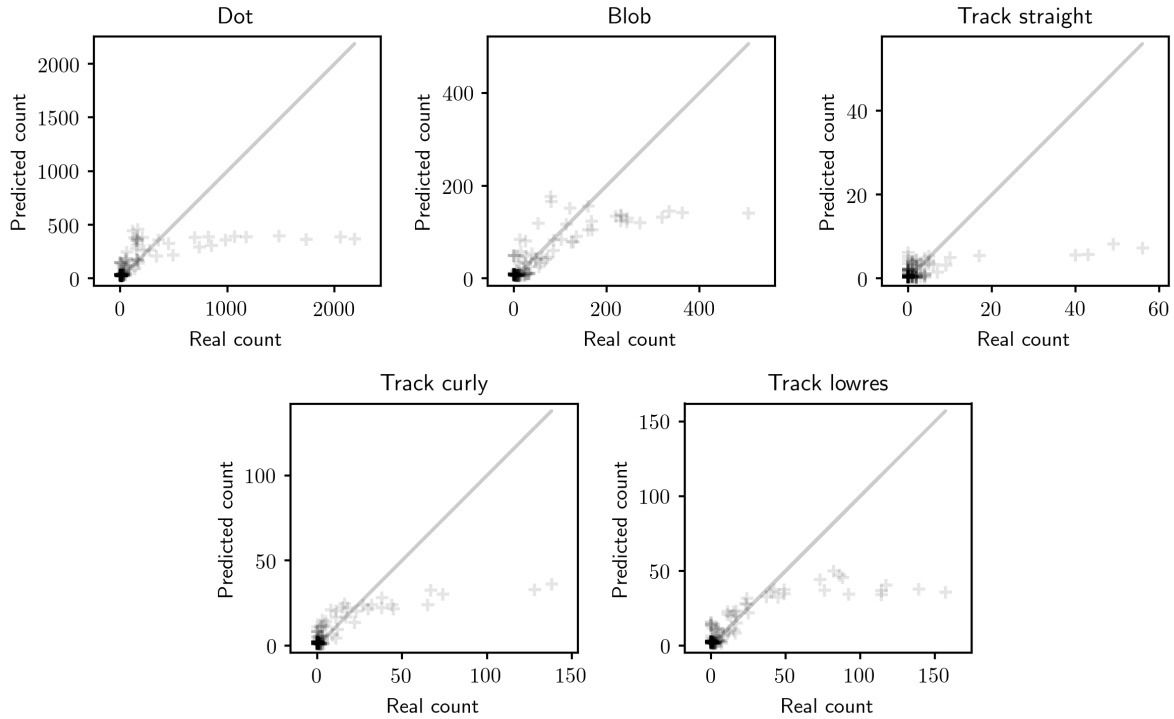 Dot
Predicted count
2000
1500
1000
500
0
0 1000 2000
Real count
Blob
Predicted count
400
200
0
0 200 400
Real count
Track straight
Predicted count
40
20
0
0 20 40 60
Real count
Track curly
Predicted count
100
50
0
0 50 100 150
Real count
Track lowres
Predicted count
150
100
50
0
0 50 100 150
Real count